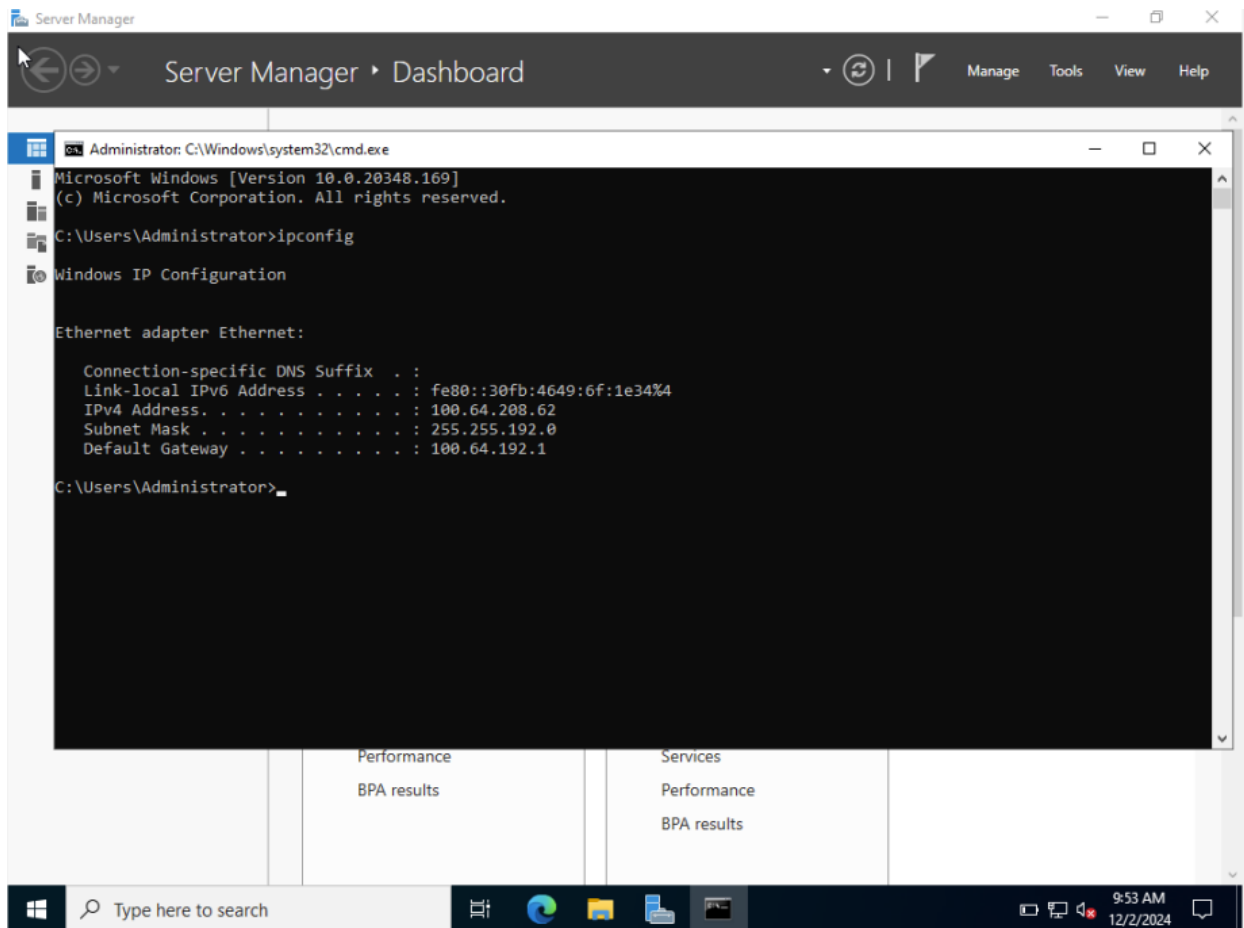 Server Manager
Server Manager ‣ Dashboard
Manage Tools View Help
Administrator: C:\Windows\system32\cmd.exe
Microsoft Windows [Version 10.0.20348.169]
(c) Microsoft Corporation. All rights reserved.
C:\Users\Administrator>ipconfig
Windows IP Configuration
Ethernet adapter Ethernet:
Connection-specific DNS Suffix . :
Link-local IPv6 Address . . . . . : fe80::30fb:4649:6f:1e34%4
IPv4 Address. . . . . . . . . . . : 100.64.208.62
Subnet Mask . . . . . . . . . . . : 255.255.192.0
Default Gateway . . . . . . . . . : 100.64.192.1
C:\Users\Administrator>
Performance
BPA results
Services
Performance
BPA results
Type here to search
9:53 AM
12/2/2024